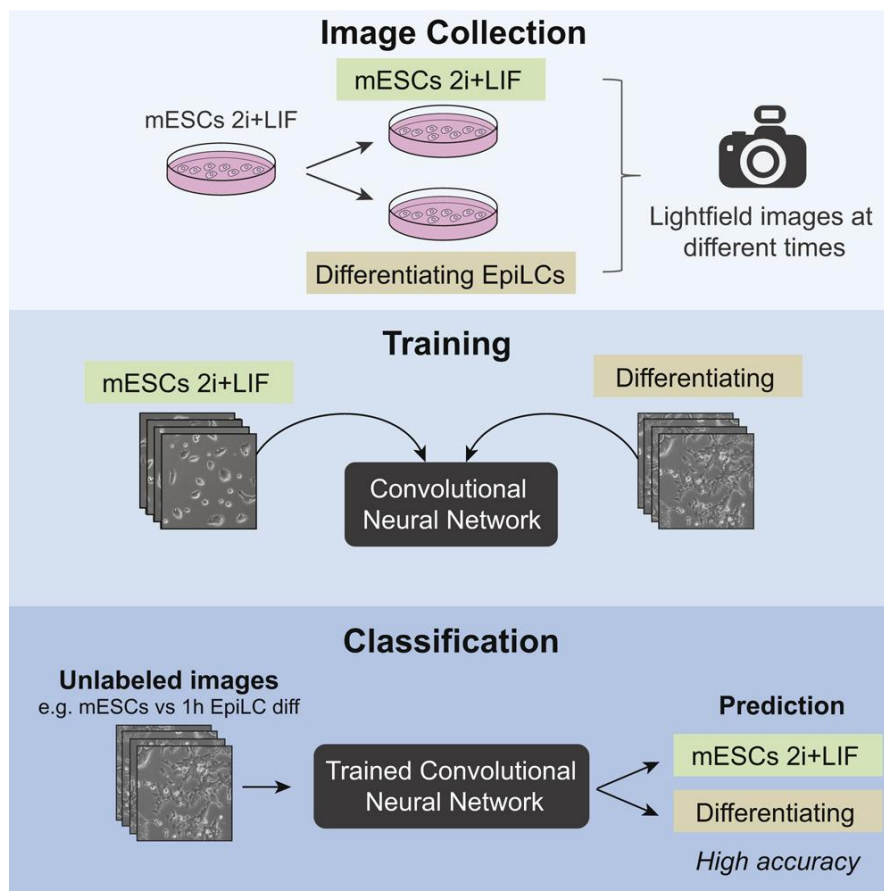 Image Collection
mESCs 2i+LIF
mESCs 2i+LIF
Differentiating EpiLCs
Lightfield images at
different times
Training
mESCs 2i+LIF
Differentiating
Convolutional
Neural Network
Classification
Unlabeled images
e.g. mESCs vs 1h EpiLC diff
Trained Convolutional
Neural Network
Prediction
mESCs 2i+LIF
Differentiating
High accuracy